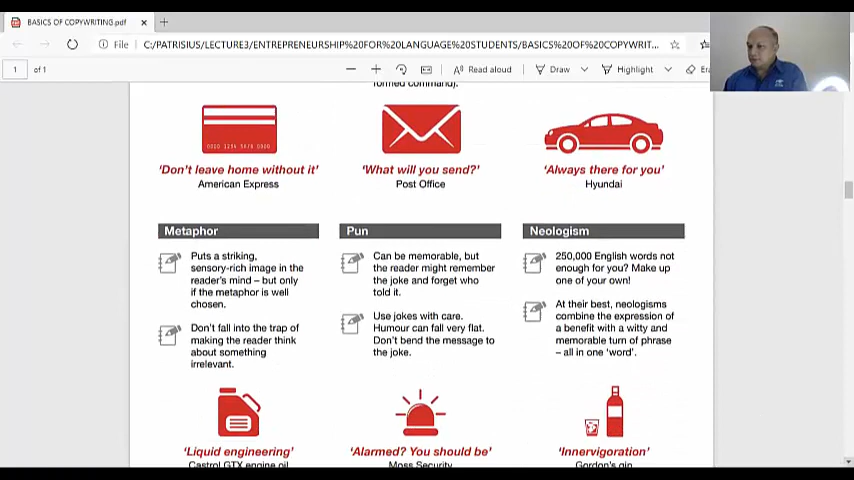 BASICS OF COPYWRITING.pdf
File
C:/PATRISIUS/LECTURE3/ENTREPRENEURSHIP%20FOR%20LANGUAGE%20STUDENTS/BASICS%20OF%20COPYWRIT...
1 of 1
Read aloud
Draw
Highlight
Era
formed command).
0000 1234 5678 0000
'Don't leave home without it'
American Express
'What will you send?'
Post Office
'Always there for you'
Hyundai
Metaphor
Puts a striking,
sensory-rich image in the
reader's mind – but only
if the metaphor is well
chosen.
Don't fall into the trap of
making the reader think
about something
irrelevant.
Pun
Can be memorable, but
the reader might remember
the joke and forget who
told it.
Use jokes with care.
Humour can fall very flat.
Don't bend the message to
the joke.
Neologism
250,000 English words not
enough for you? Make up
one of your own!
At their best, neologisms
combine the expression of
a benefit with a witty and
memorable turn of phrase
– all in one 'word'.
'Liquid engineering'
Castrol GTX engine oil
'Alarmed? You should be'
Moss Security
'Innervigoration'
Gordon's gin